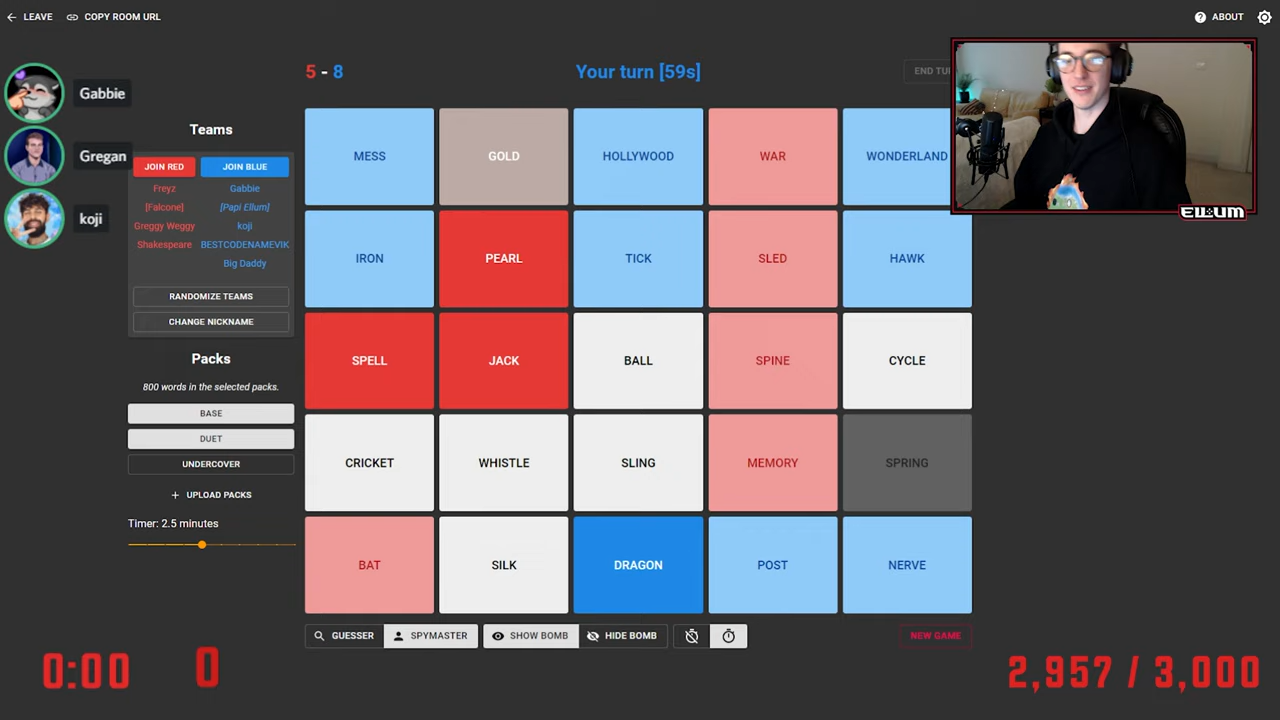 LEAVE
COPY ROOM URL
ABOUT
5 - 8
Your turn [59s]
END TU
Gabbie
Gregan
koji
Teams
JOIN RED
JOIN BLUE
Freyz
Gabbie
[Falcone]
[Papi Ellum]
Greggy Weggy
koji
Shakespeare
BESTCODENAMEVIK
Big Daddy
RANDOMIZE TEAMS
CHANGE NICKNAME
Packs
800 words in the selected packs.
BASE
DUET
UNDERCOVER
UPLOAD PACKS
Timer: 2.5 minutes
MESS
GOLD
HOLLYWOOD
WAR
WONDERLAND
IRON
PEARL
TICK
SLED
HAWK
SPELL
JACK
BALL
SPINE
CYCLE
CRICKET
WHISTLE
SLING
MEMORY
SPRING
BAT
SILK
DRAGON
POST
NERVE
ELLUM
GUESSER
SPYMASTER
SHOW BOMB
HIDE BOMB
NEW GAME
0:00
0
2,957 / 3,000